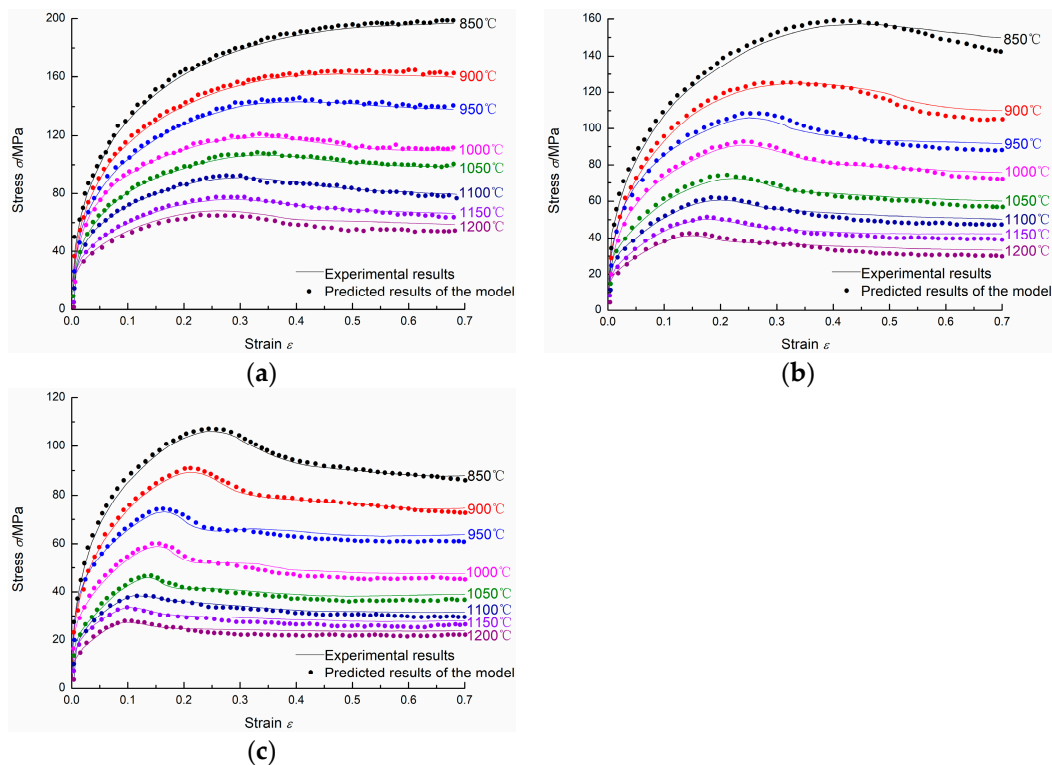 200
160
120
80
40
0
Stress σ/MPa
850℃
900℃
950℃
1000℃
1050℃
1100℃
1150℃
1200℃
Experimental results
Predicted results of the model
0.0 0.1 0.2 0.3 0.4 0.5 0.6 0.7
Strain ε
(a)
160
140
120
100
80
60
40
20
0
Stress σ/MPa
850℃
900℃
950℃
1000℃
1050℃
1100℃
1150℃
1200℃
Experimental results
Predicted results of the model
0.0 0.1 0.2 0.3 0.4 0.5 0.6 0.7
Strain ε
(b)
120
100
80
60
40
20
0
Stress σ/MPa
850℃
900℃
950℃
1000℃
1050℃
1100℃
1150℃
1200℃
Experimental results
Predicted results of the model
0.0 0.1 0.2 0.3 0.4 0.5 0.6 0.7
Strain ε
(c)